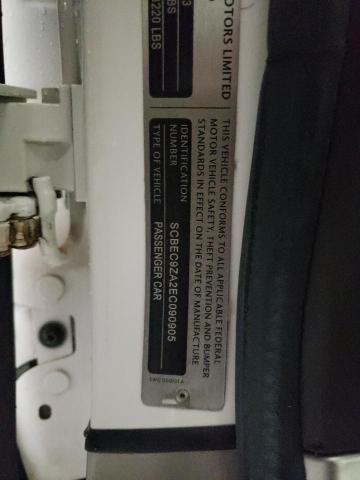 OTORS LIMITED
3
BS
220 LBS
THIS VEHICLE CONFORMS TO ALL APPLICABLE FEDERAL
MOTOR VEHICLE SAFETY, THEFT PREVENTION AND BUMPER
STANDARDS IN EFFECT ON THE DATE OF MANUFACTURE
IDENTIFICATION
NUMBER
SCBEC9ZA2EC090905
TYPE OF VEHICLE
PASSENGER CAR